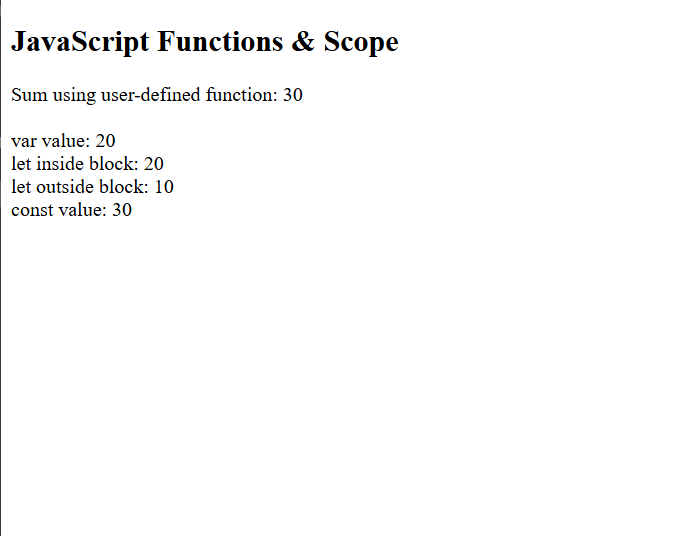 JavaScript Functions & Scope
Sum using user-defined function: 30
var value: 20
let inside block: 20
let outside block: 10
const value: 30